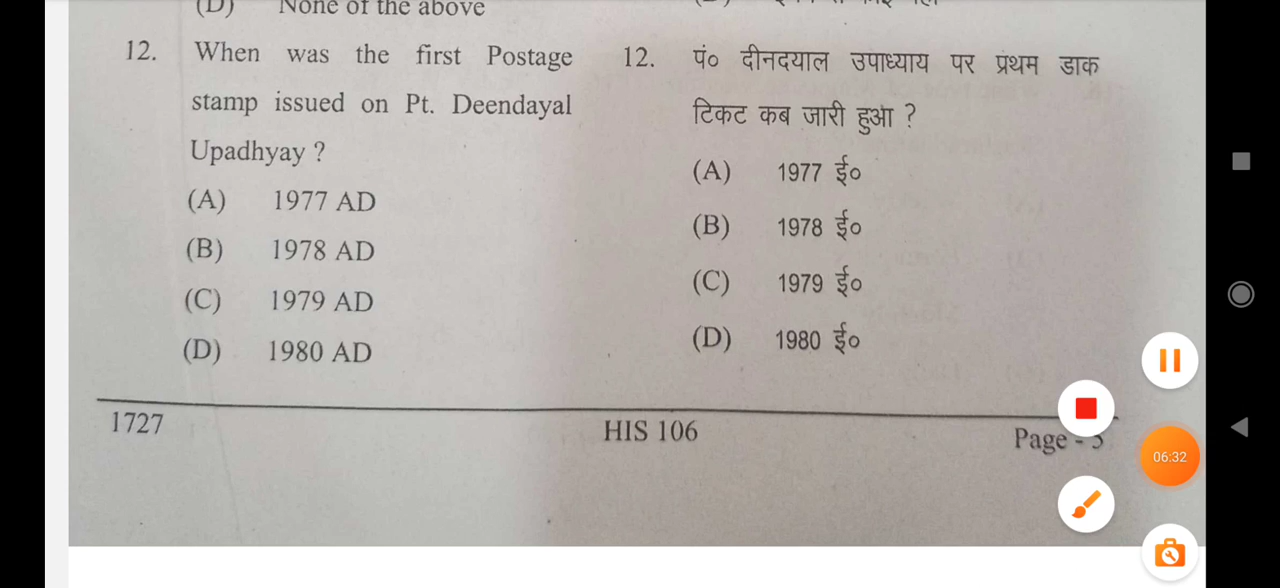 (D) None of the above
12. When was the first Postage
stamp issued on Pt. Deendayal
Upadhyay ?
(A) 1977 AD
(B) 1978 AD
(C) 1979 AD
(D) 1980 AD
12. पं० दीनदयाल उपाध्याय पर प्रथम डाक
टिकट कब जारी हुआ ?
(A) 1977 ई०
(B) 1978 ई०
(C) 1979 ई०
(D) 1980 ई०
1727
HIS 106
Page -
06:32